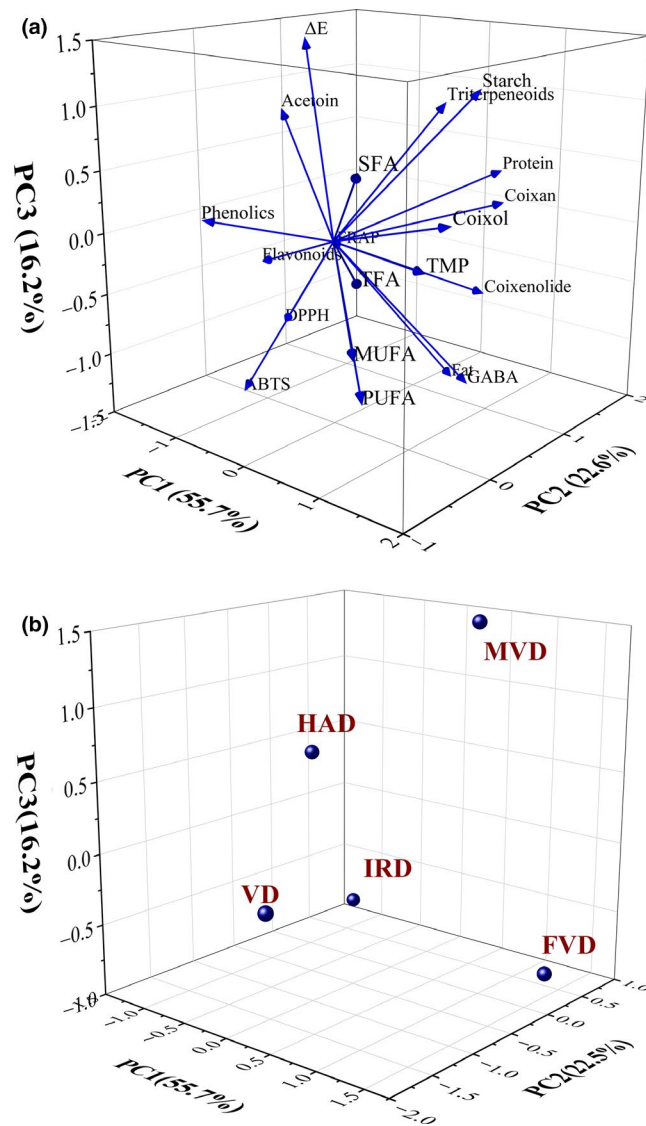 (a)
ΔE
Acetoin
Starch
Triterpeneoids
SFA
Protein
Coixan
Phenolics
Coixol
FRAP
Flavonoids
TMP
TFA
Coixenolide
DPPH
MUFA
Fat
GABA
ABTS
PUFA
1.5
1.0
0.5
0.0
−0.5
−1.0
−1.5
PC3 (16.2%)
−1
0
1
2
PC1 (55.7%)
−1
0
1
2
PC2 (22.6%)
(b)
MVD
HAD
IRD
VD
FVD
1.5
1.0
0.5
0.0
−0.5
−1.0
PC3(16.2%)
−1.0
−0.5
0.0
0.5
1.0
1.5
PC1(55.7%)
−2.0
−1.5
−1.0
−0.5
0.0
0.5
1.0
PC2(22.5%)